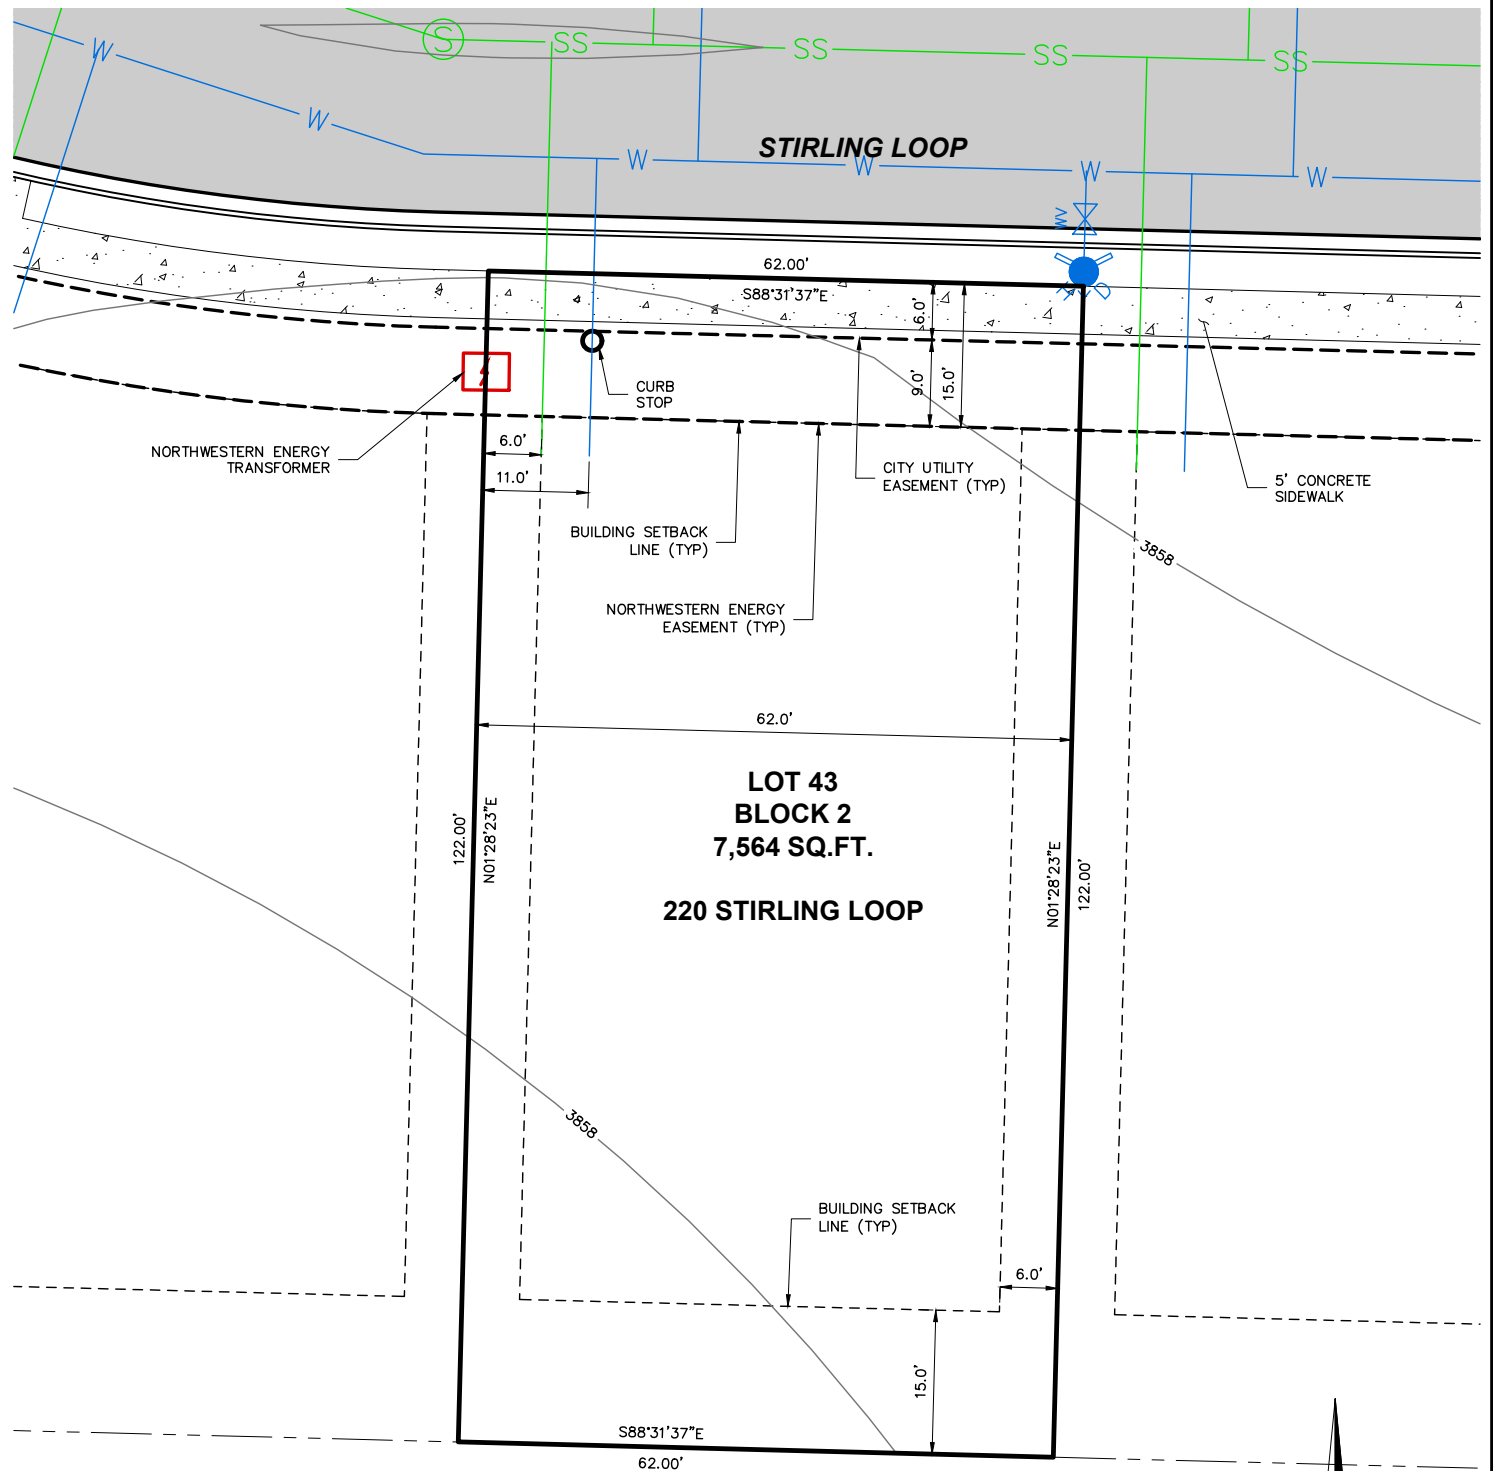 S
SS
SS
SS
SS
W
W
STIRLING LOOP
W
W
W
W
WV
62.00'
S88°31'37"E
HYD
6.0'
9.0'
15.0'
CURB
STOP
NORTHWESTERN ENERGY
TRANSFORMER
6.0'
11.0'
CITY UTILITY
EASEMENT (TYP)
5' CONCRETE
SIDEWALK
BUILDING SETBACK
LINE (TYP)
3858
NORTHWESTERN ENERGY
EASEMENT (TYP)
62.0'
LOT 43
BLOCK 2
7,564 SQ.FT.
220 STIRLING LOOP
122.00'
N01°28'23"E
N01°28'23"E
122.00'
3858
BUILDING SETBACK
LINE (TYP)
6.0'
15.0'
S88°31'37"E
62.00'